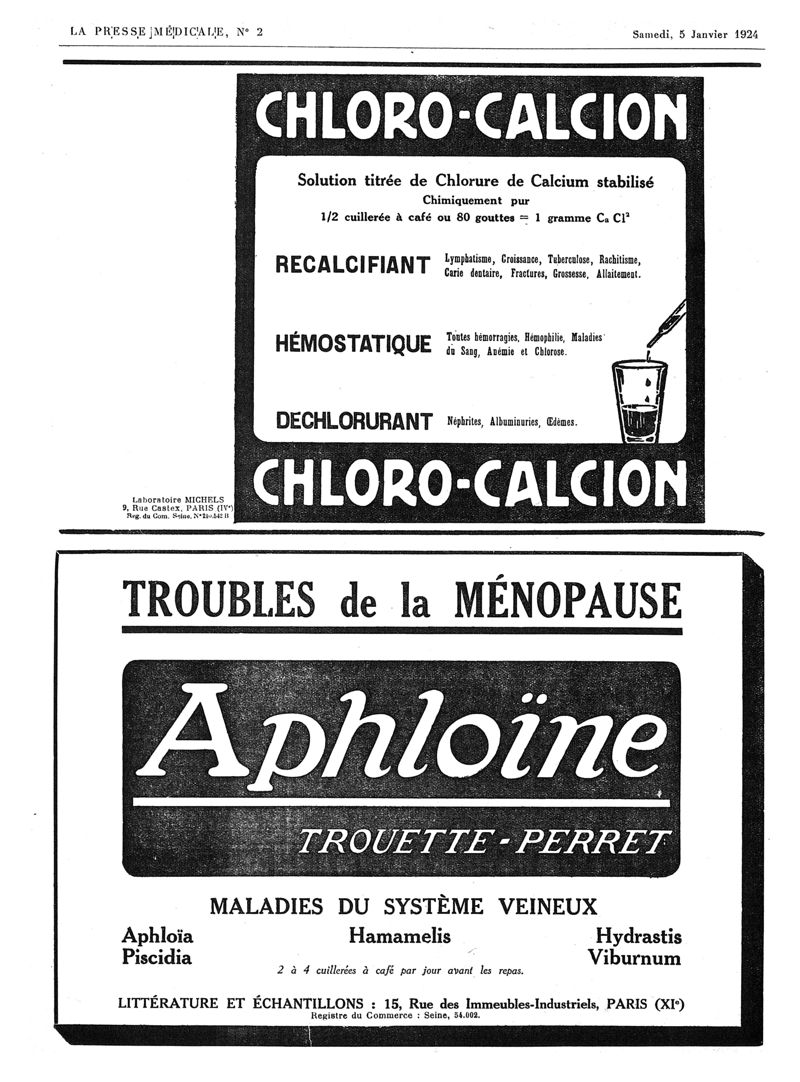 LA PRESSE MÉDICALE, N° 2
Samedi, 5 Janvier 1924
CHLORO-CALCION
Solution titrée de Chlorure de Calcium stabilisé
Chimiquement pur
1/2 cuillerée à café ou 80 gouttes = 1 gramme Ca Cl²
RECALCIFIANT
Lymphatisme, Croissance, Tuberculose, Rachitisme,
Carie dentaire, Fractures, Grossesse, Allaitement.
HÉMOSTATIQUE
Toutes hémorragies, Hémophilie, Maladies
du Sang, Anémie et Chlorose.
DECHLORURANT
Néphrites, Albuminuries, Œdèmes.
CHLORO-CALCION
Laboratoire MICHELS
9, Rue Castex, PARIS (IVe)
Reg. du Com. Seine, N°
TROUBLES de la MÉNOPAUSE
Aphloïne
TROUETTE-PERRET
MALADIES DU SYSTÈME VEINEUX
Aphloïa Hamamelis Hydrastis
Piscidia Viburnum
2 à 4 cuillerées à café par jour avant les repas.
LITTÉRATURE ET ÉCHANTILLONS : 15, Rue des Immeubles-Industriels, PARIS (XIe)
Registre du Commerce : Seine, 54.002.